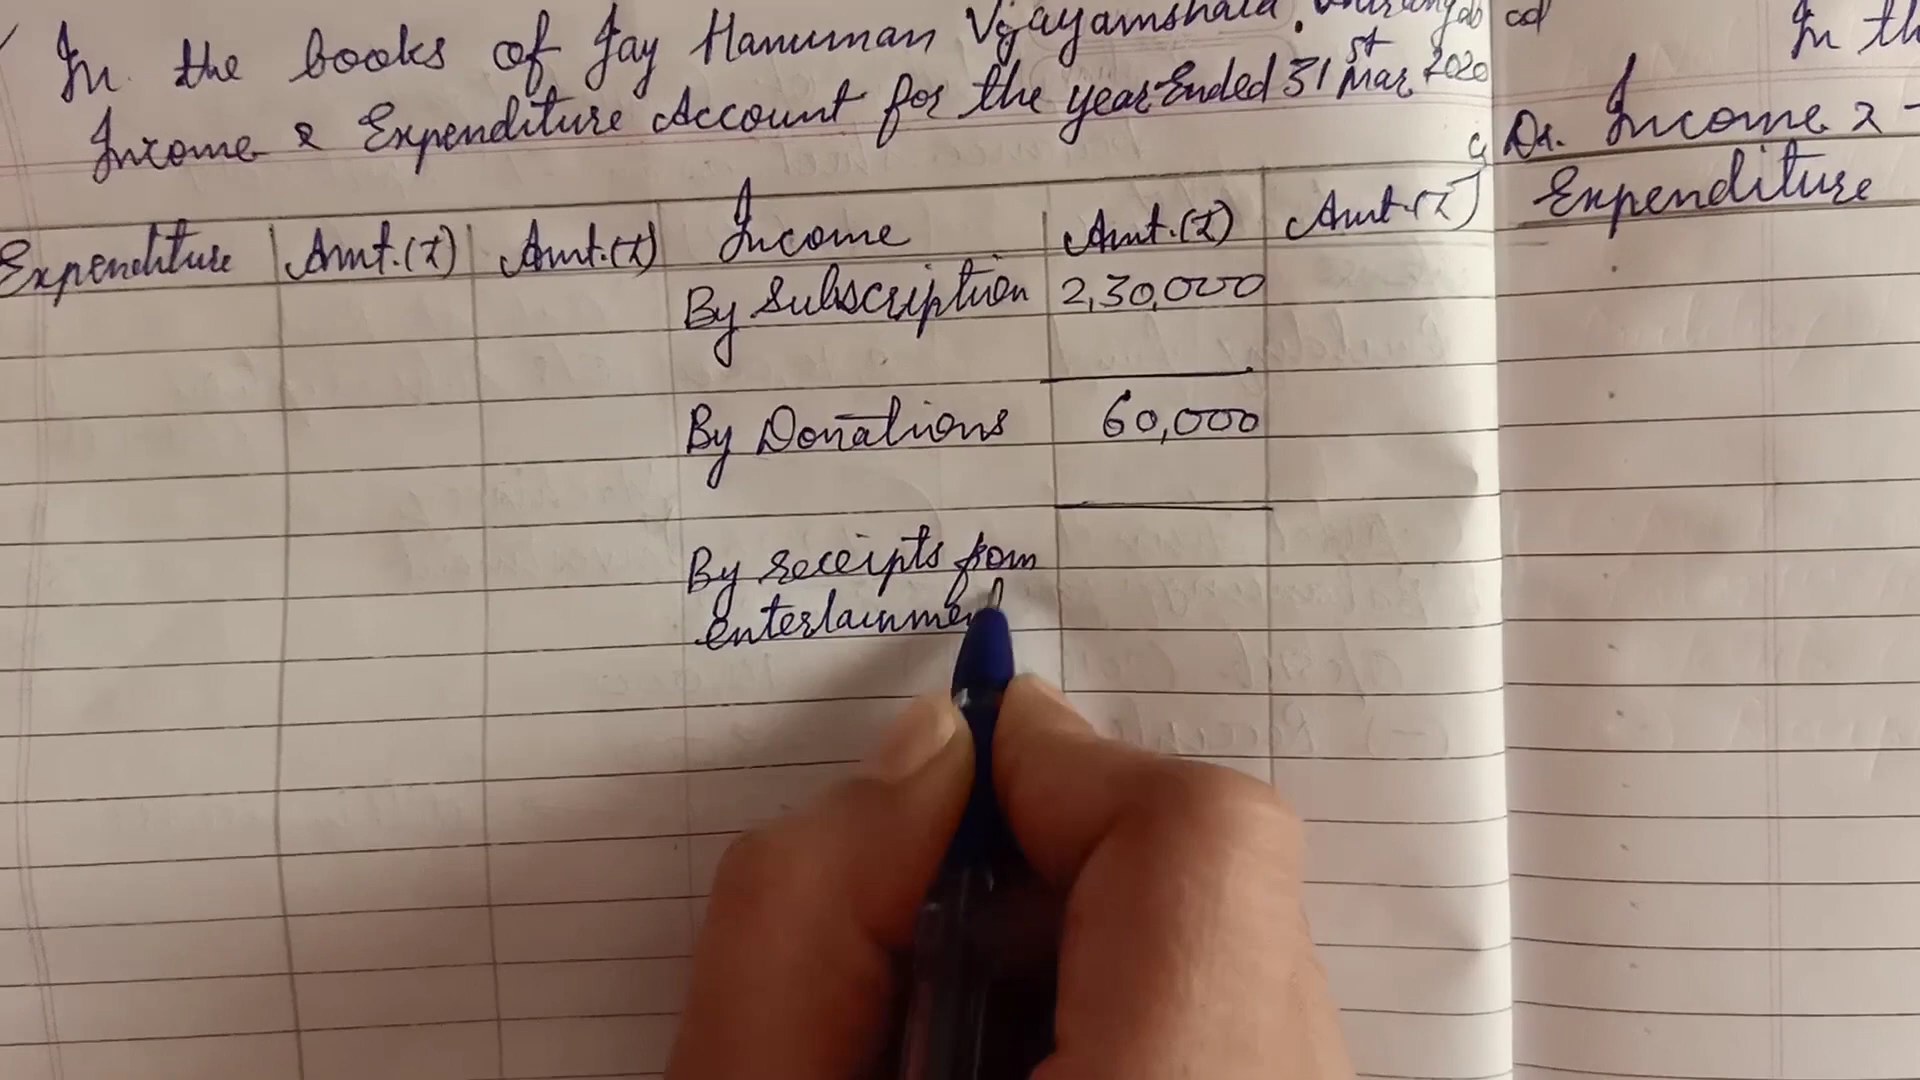 In the books of Jay Hanuman Vyayamshala,
Income & Expenditure Account for the year Ended 31st Mar 2020
Expenditure Amt.(₹) Amt.(₹) Income Amt.(₹) Amt.(₹)
By Subscription 2,30,000
By Donations 60,000
By receipts from
entertainmen
In th
Dr. Income &
Expenditure